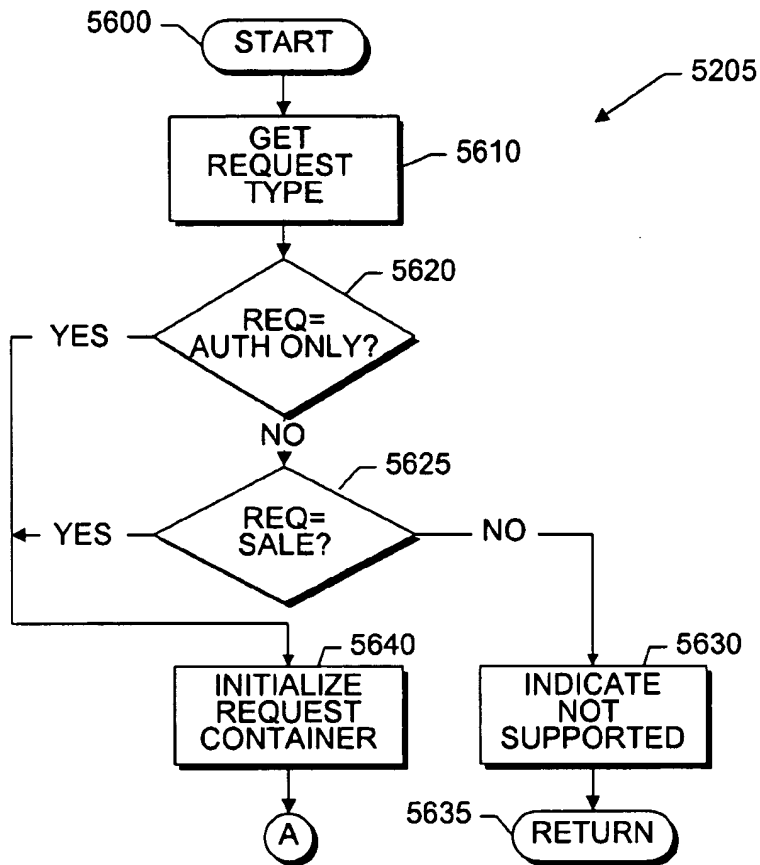 5600
START
5205
GET
REQUEST
TYPE
5610
5620
REQ=
AUTH ONLY?
YES
NO
5625
REQ=
SALE?
YES
NO
5640
INITIALIZE
REQUEST
CONTAINER
5630
INDICATE
NOT
SUPPORTED
A
5635
RETURN